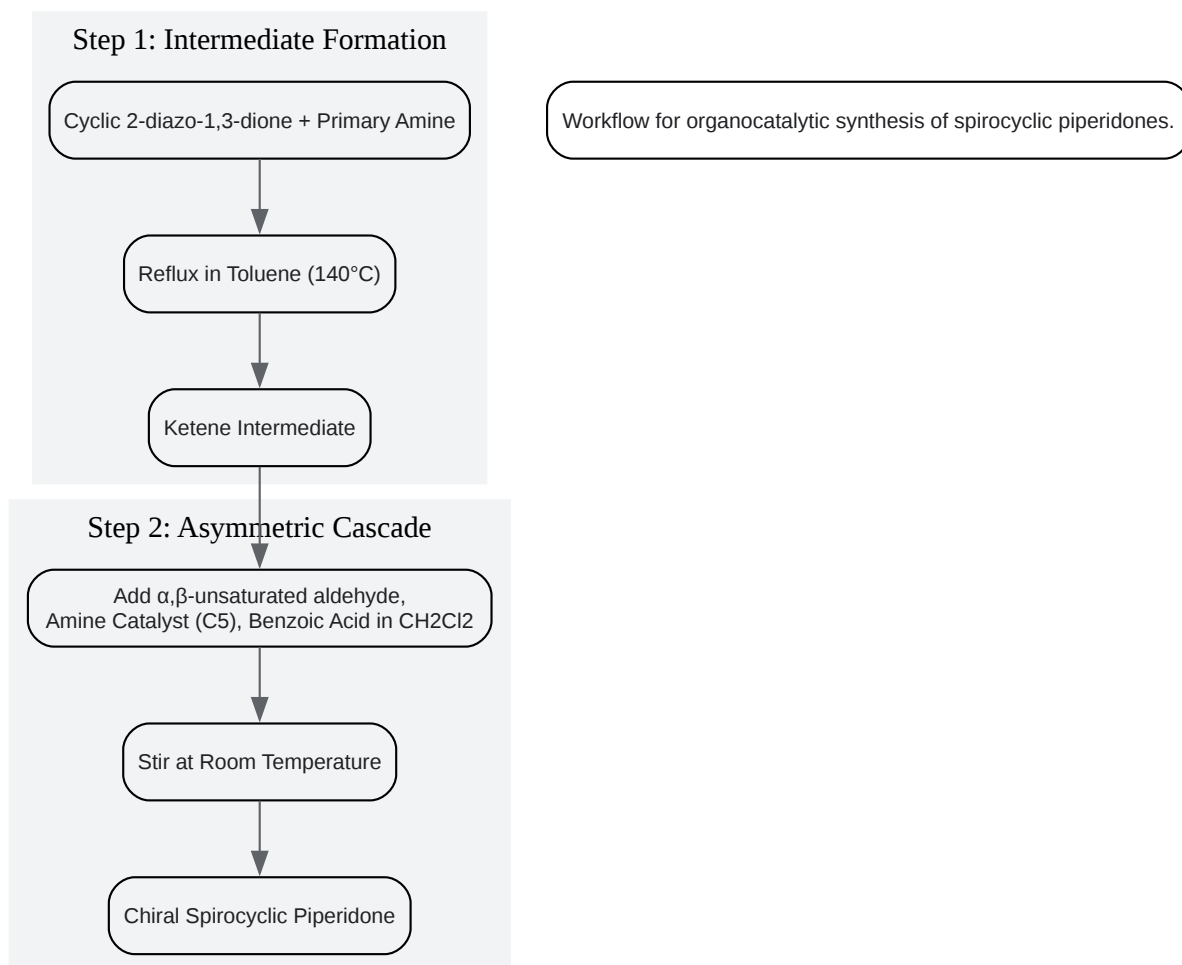 Step 1: Intermediate Formation
Cyclic 2-diazo-1,3-dione + Primary Amine
Workflow for organocatalytic synthesis of spirocyclic piperidones.
Reflux in Toluene (140°C)
Ketene Intermediate
Step 2: Asymmetric Cascade
Add α,β-unsaturated aldehyde,
Amine Catalyst (C5), Benzoic Acid in CH2Cl2
Stir at Room Temperature
Chiral Spirocyclic Piperidone